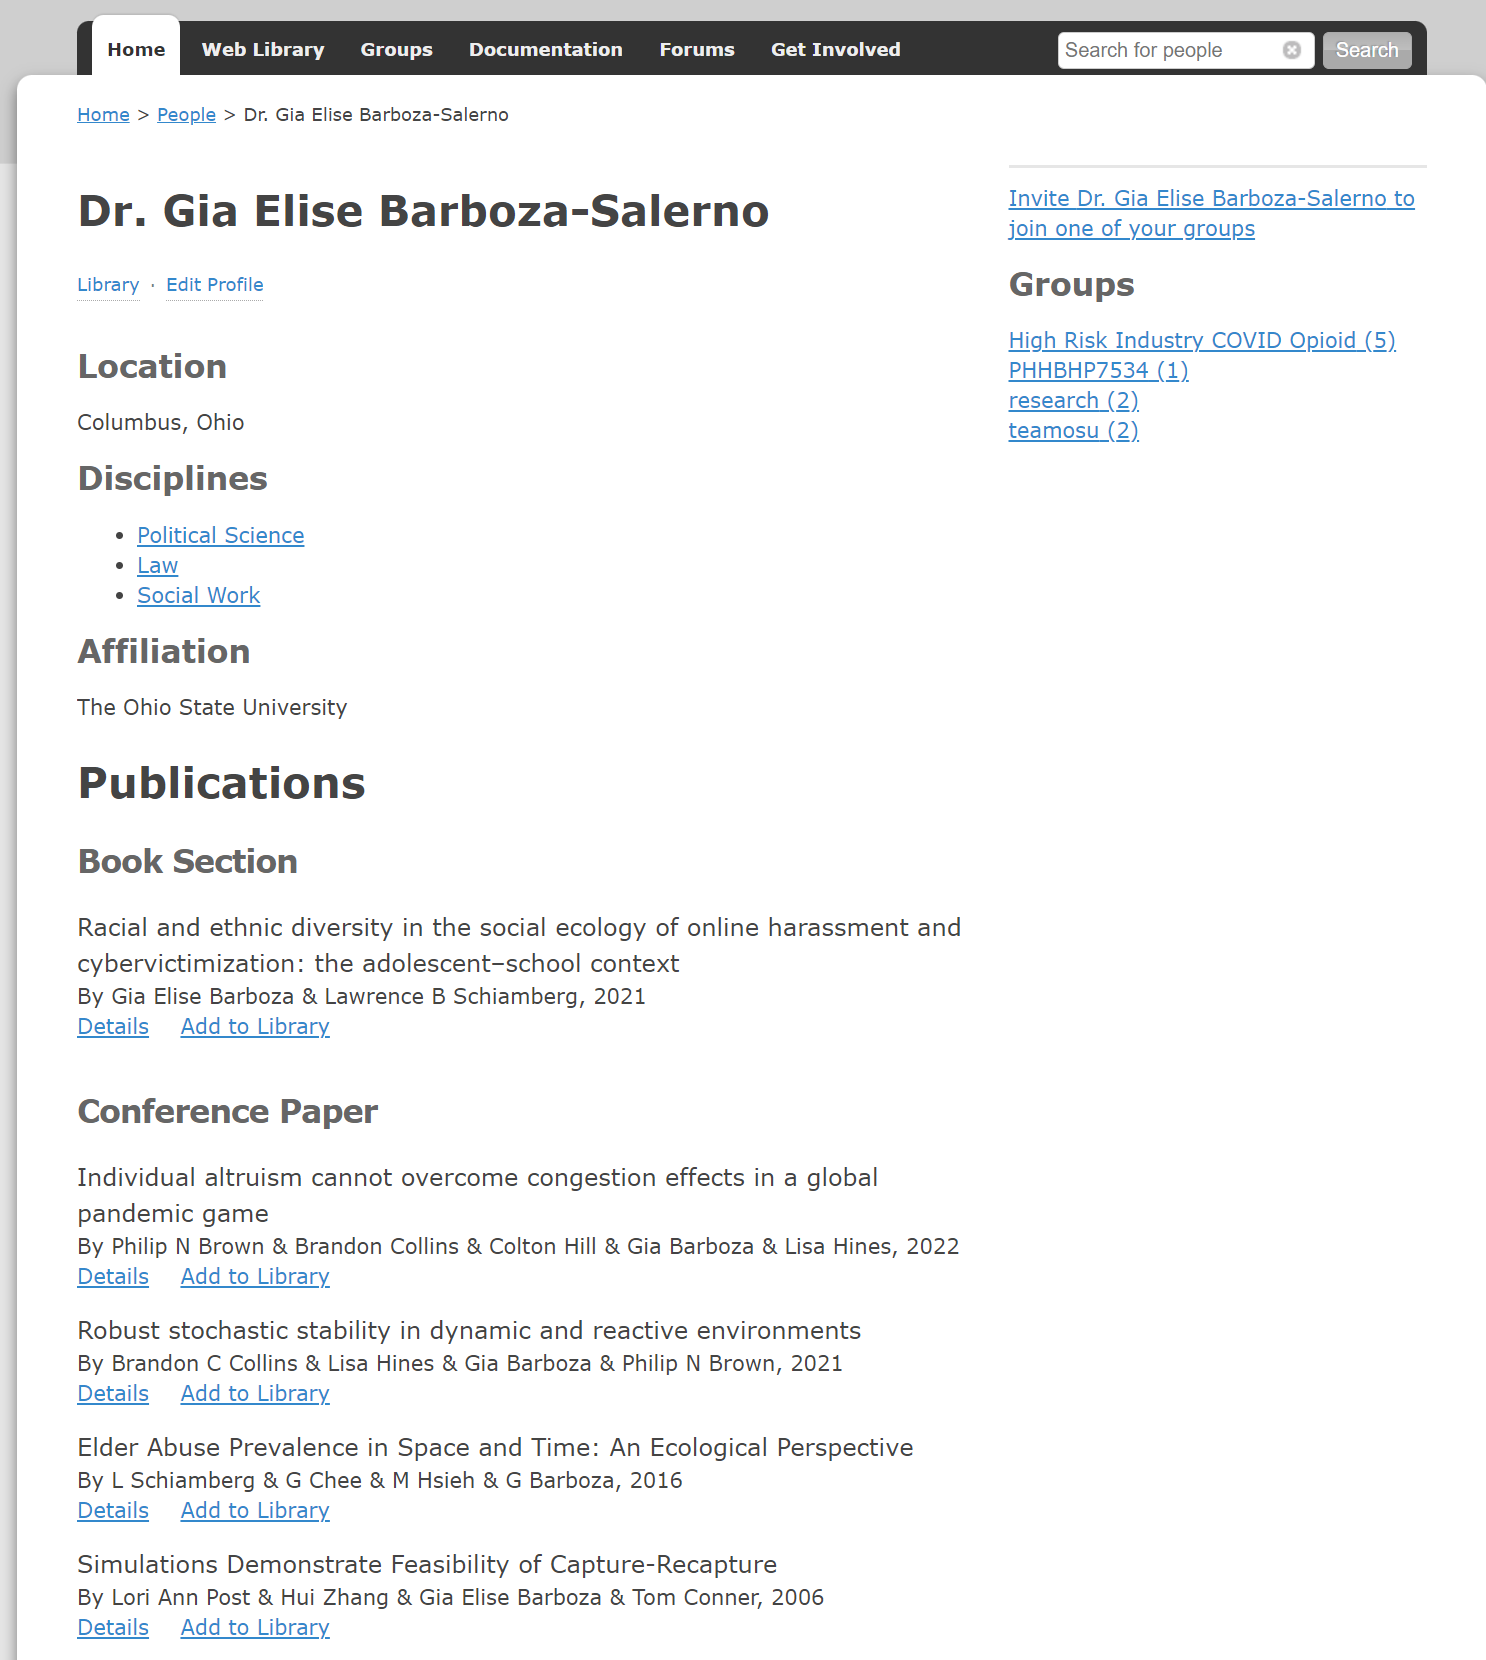 Home Web Library Groups Documentation Forums Get Involved Search for people Search
Home > People > Dr. Gia Elise Barboza-Salerno
Dr. Gia Elise Barboza-Salerno
Library · Edit Profile
Location
Columbus, Ohio
Disciplines
• Political Science
• Law
• Social Work
Affiliation
The Ohio State University
Publications
Book Section
Racial and ethnic diversity in the social ecology of online harassment and
cybervictimization: the adolescent–school context
By Gia Elise Barboza & Lawrence B Schiamberg, 2021
Details Add to Library
Conference Paper
Individual altruism cannot overcome congestion effects in a global
pandemic game
By Philip N Brown & Brandon Collins & Colton Hill & Gia Barboza & Lisa Hines, 2022
Details Add to Library
Robust stochastic stability in dynamic and reactive environments
By Brandon C Collins & Lisa Hines & Gia Barboza & Philip N Brown, 2021
Details Add to Library
Elder Abuse Prevalence in Space and Time: An Ecological Perspective
By L Schiamberg & G Chee & M Hsieh & G Barboza, 2016
Details Add to Library
Simulations Demonstrate Feasibility of Capture-Recapture
By Lori Ann Post & Hui Zhang & Gia Elise Barboza & Tom Conner, 2006
Details Add to Library
Invite Dr. Gia Elise Barboza-Salerno to
join one of your groups
Groups
High Risk Industry COVID Opioid (5)
PHHBHP7534 (1)
research (2)
teamosu (2)